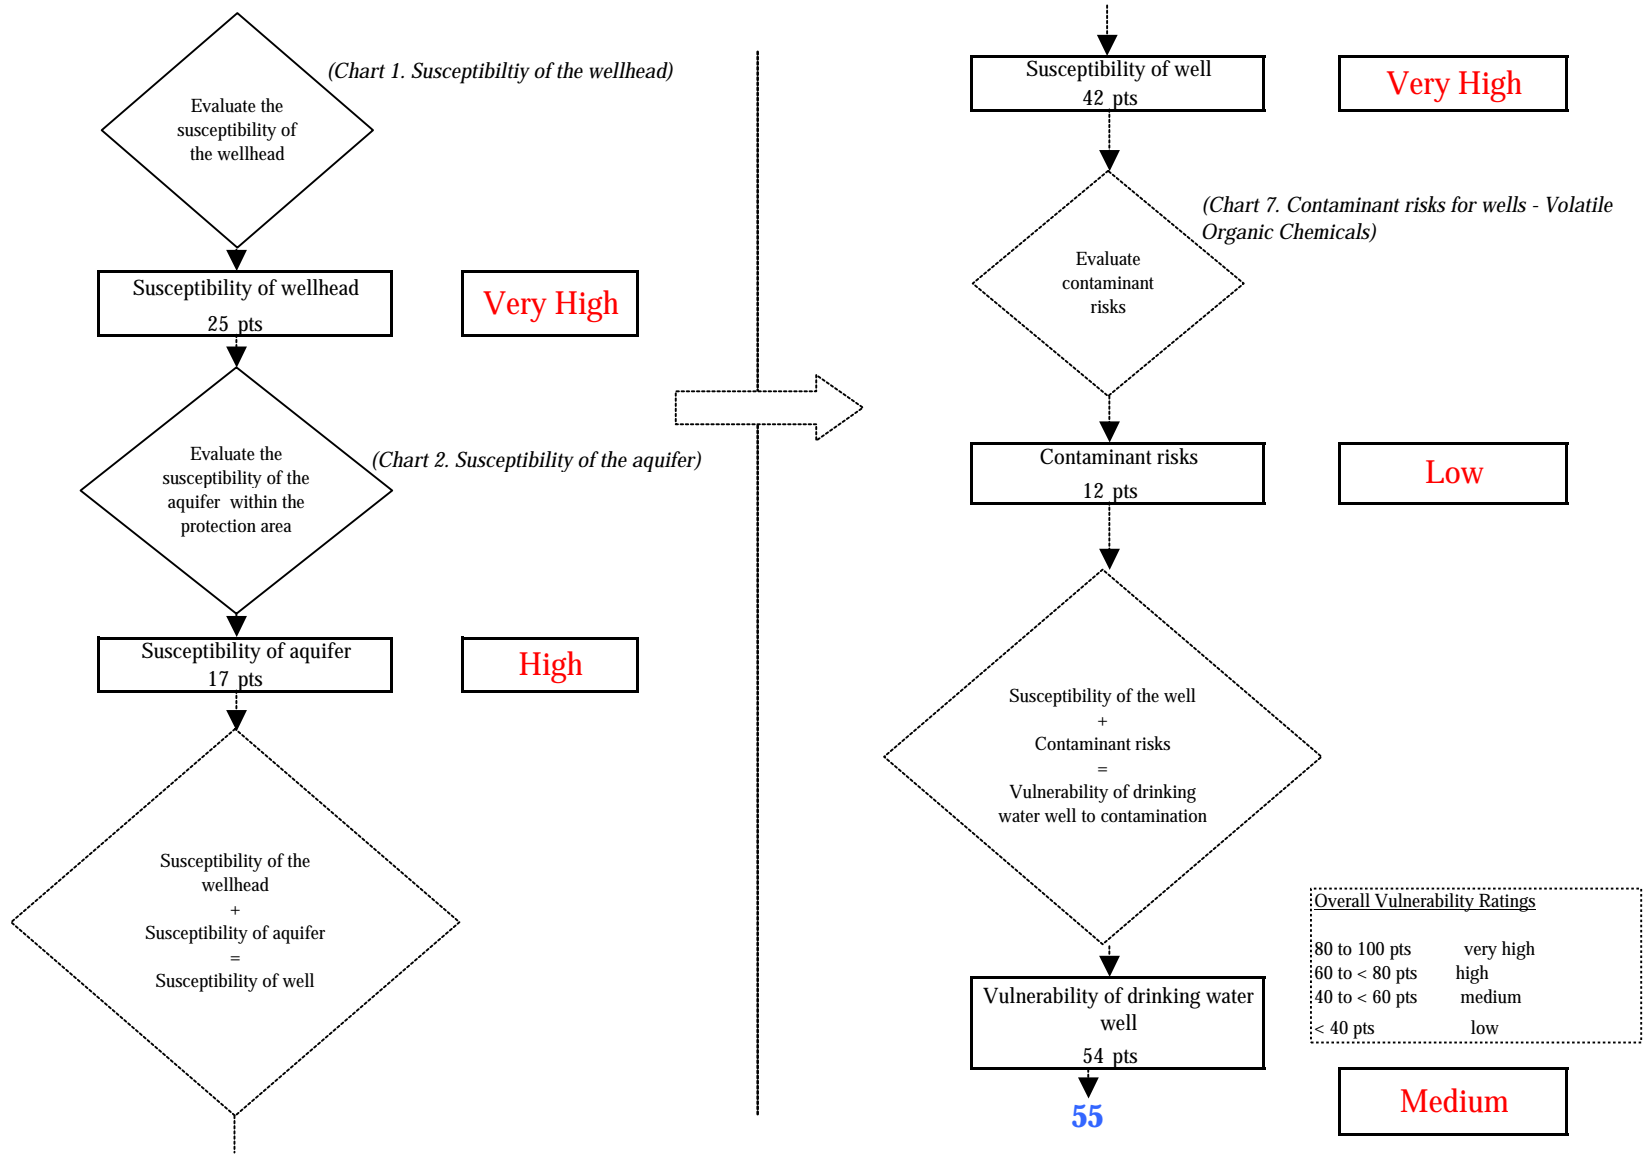 (Chart 1. Susceptibiltiy of the wellhead)
Evaluate the
susceptibility of
the wellhead
Susceptibility of wellhead
25 pts
Very High
Evaluate the
susceptibility of the
aquifer within the
protection area
(Chart 2. Susceptibility of the aquifer)
Susceptibility of aquifer
17 pts
High
Susceptibility of the
wellhead
+
Susceptibility of aquifer
=
Susceptibility of well
Susceptibility of well
42 pts
Very High
(Chart 7. Contaminant risks for wells - Volatile
Organic Chemicals)
Evaluate
contaminant
risks
Contaminant risks
12 pts
Low
Susceptibility of the well
+
Contaminant risks
=
Vulnerability of drinking
water well to contamination
Overall Vulnerability Ratings
80 to 100 pts very high
60 to < 80 pts high
40 to < 60 pts medium
< 40 pts low
Vulnerability of drinking water
well
54 pts
55
Medium